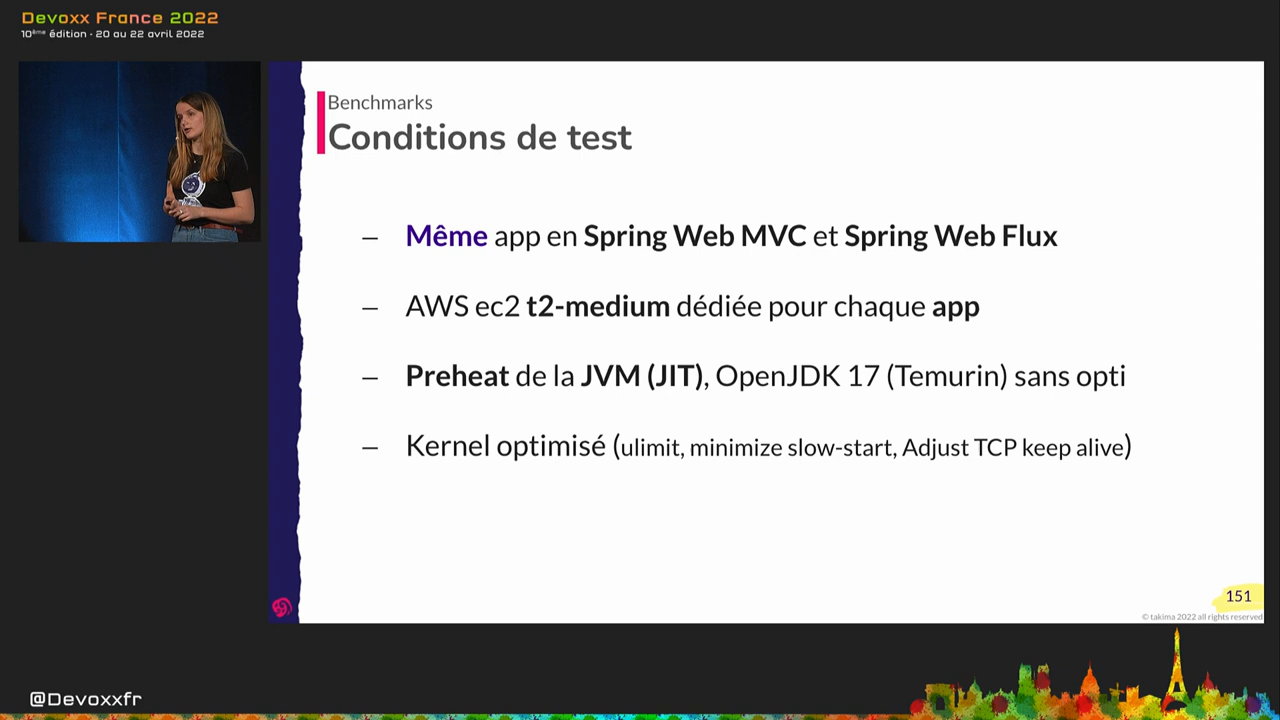 Devoxx France 2022
10ème édition - 20 au 22 avril 2022
Benchmarks
Conditions de test
– Même app en Spring Web MVC et Spring Web Flux
– AWS ec2 t2-medium dédiée pour chaque app
– Preheat de la JVM (JIT), OpenJDK 17 (Temurin) sans opti
– Kernel optimisé (ulimit, minimize slow-start, Adjust TCP keep alive)
151
© takima 2022 all rights reserved
@Devoxxfr